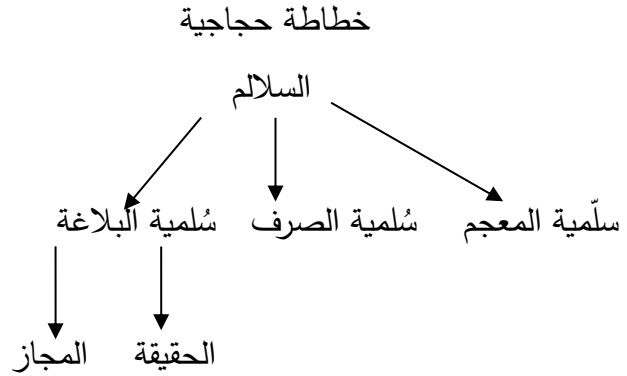 خطاطة حجاجية
السلالم
سلّمية المعجم سُلمية الصرف سُلمية البلاغة
الحقيقة المجاز